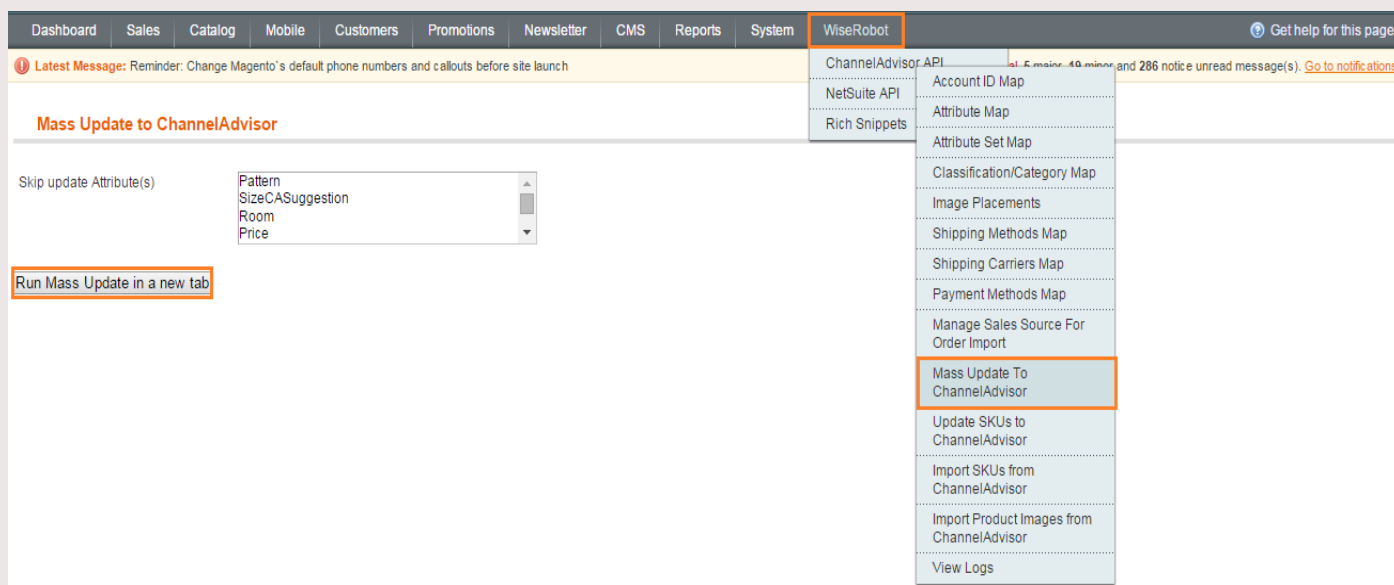 Dashboard Sales Catalog Mobile Customers Promotions Newsletter CMS Reports System WiseRobot Get help for this page
Latest Message: Reminder: Change Magento`s default phone numbers and callouts before site launch
5 major, 19 minor and 286 notice unread message(s). Go to notifications
ChannelAdvisor API
NetSuite API
Rich Snippets
Account ID Map
Attribute Map
Attribute Set Map
Classification/Category Map
Image Placements
Shipping Methods Map
Shipping Carriers Map
Payment Methods Map
Manage Sales Source For
Order Import
Mass Update To
ChannelAdvisor
Update SKUs to
ChannelAdvisor
Import SKUs from
ChannelAdvisor
Import Product Images from
ChannelAdvisor
View Logs
Mass Update to ChannelAdvisor
Skip update Attribute(s)
Pattern
SizeCASuggestion
Room
Price
Run Mass Update in a new tab